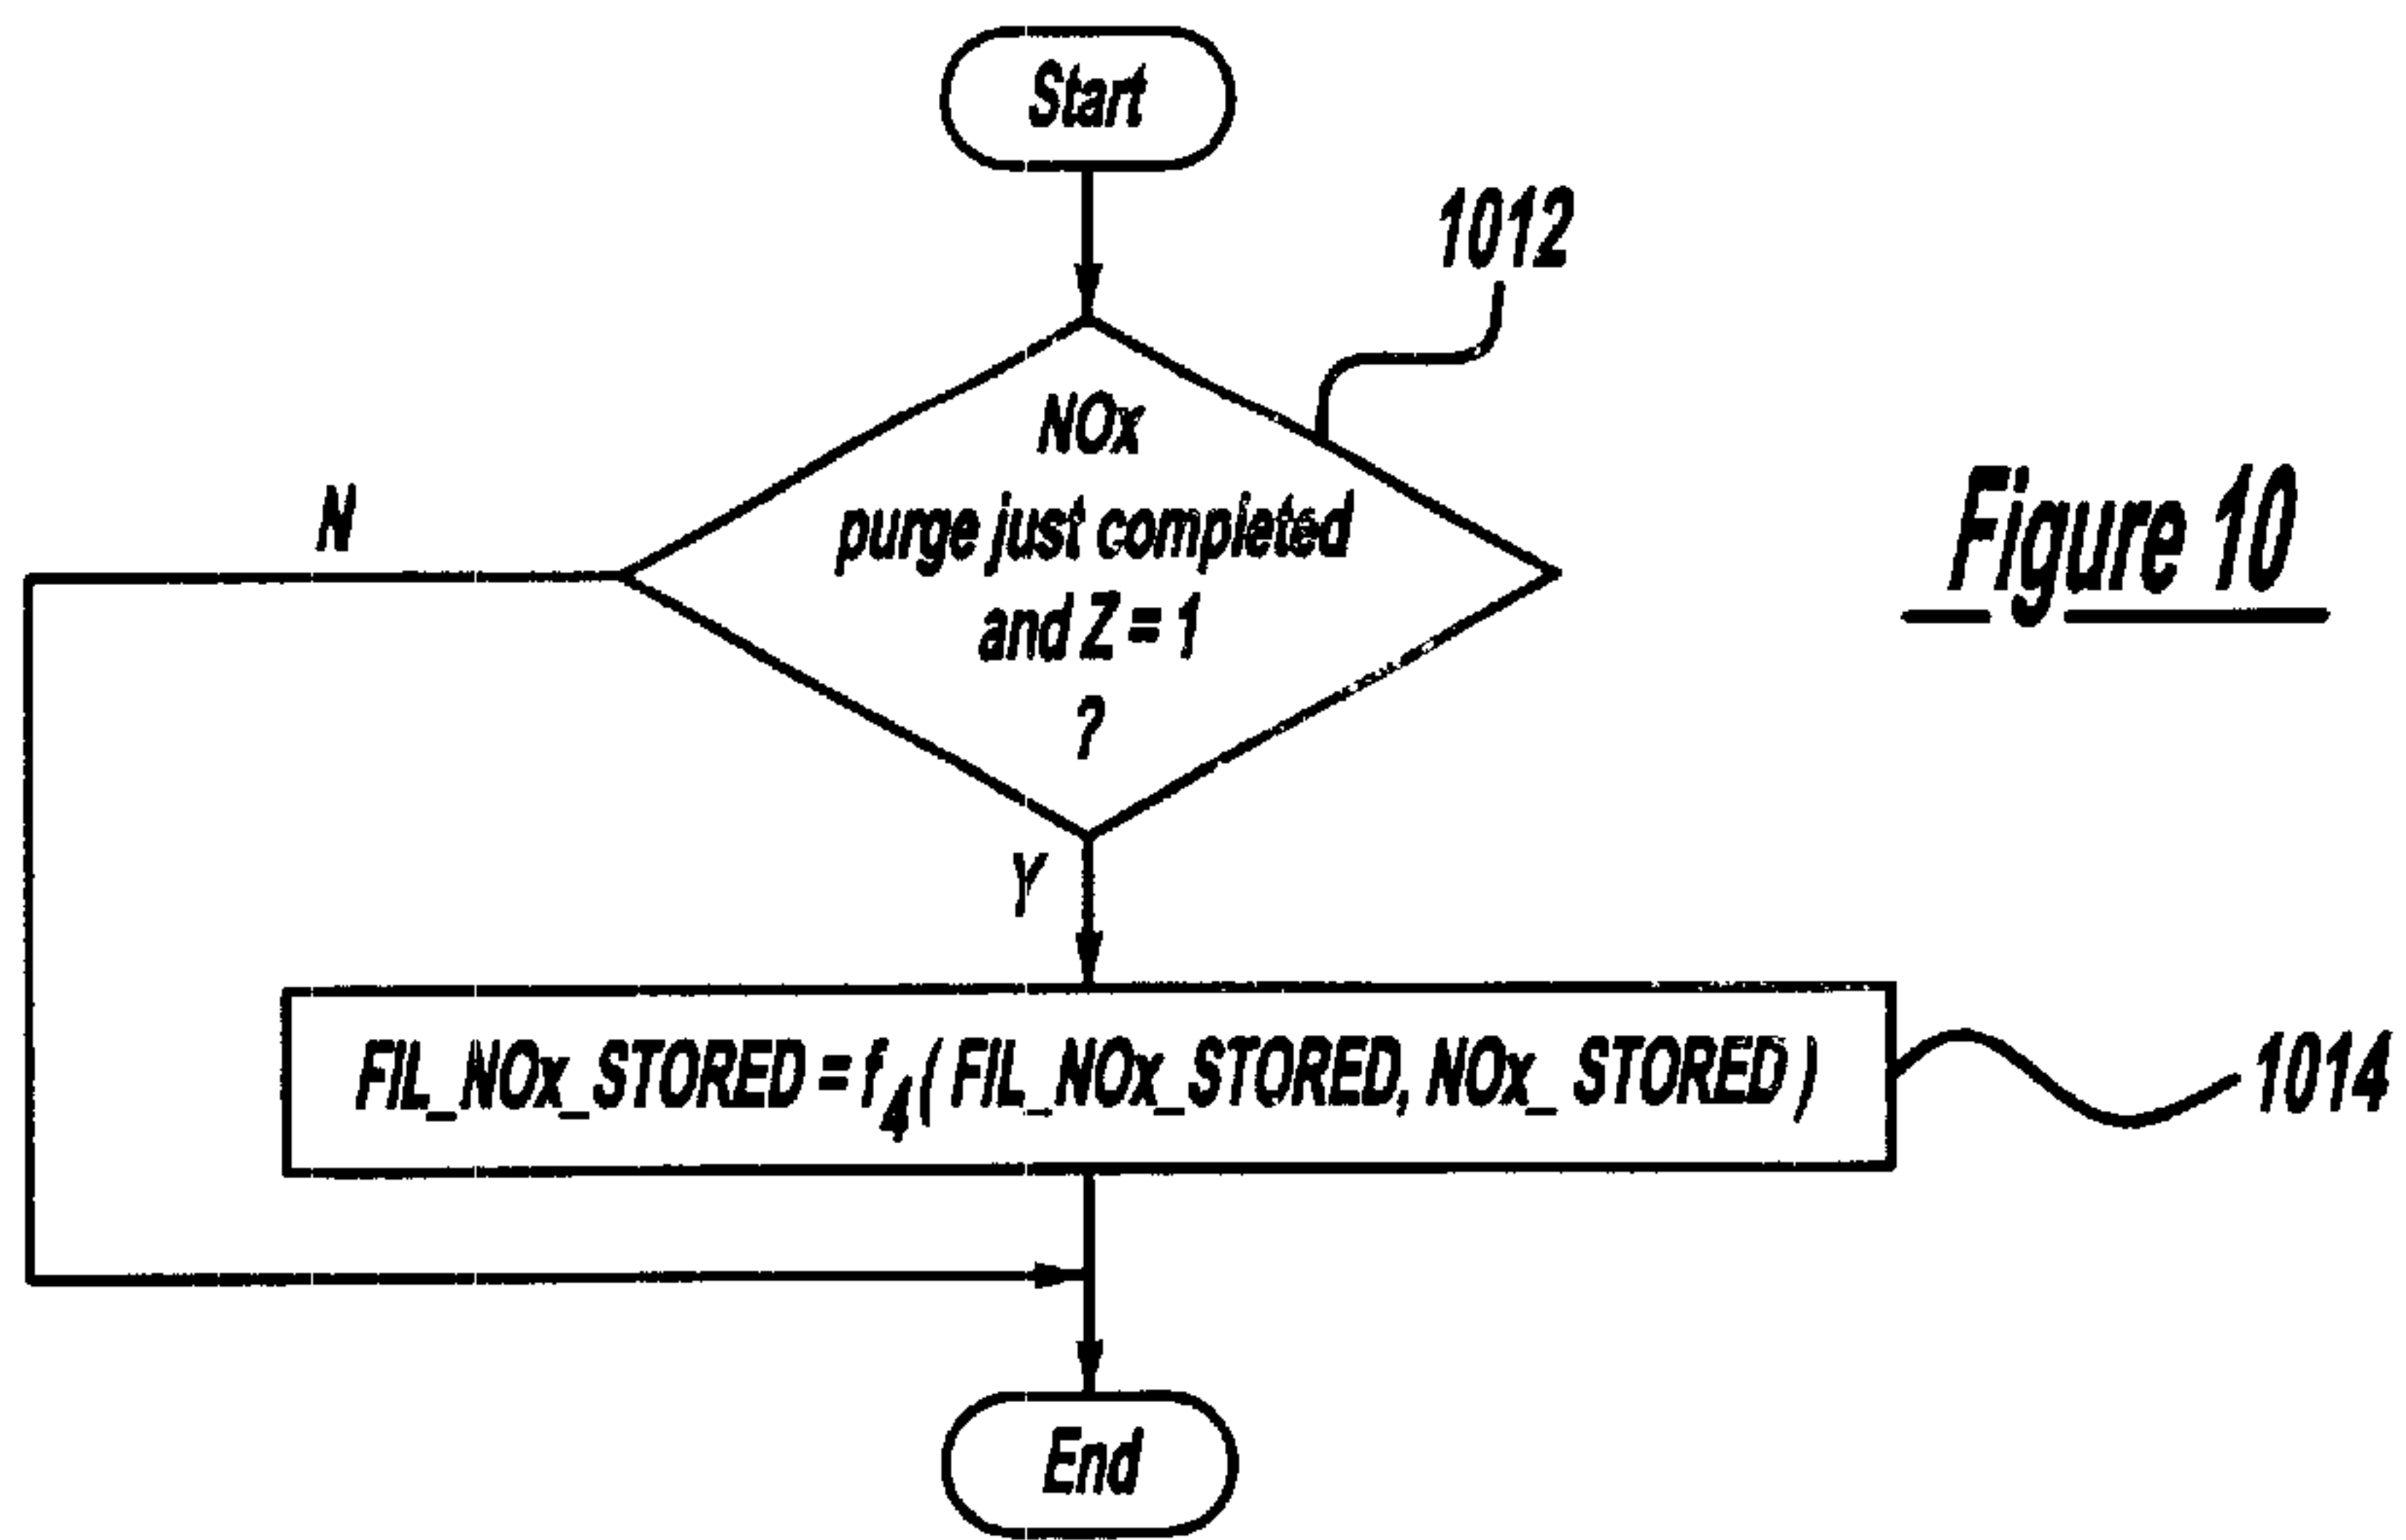 Start
1012
NOx
purge just completed
and Z = 1
?
N
Figure 10
Y
FIL_NOx_STORED = f4 ( FIL_NOx_STORED, NOx_ STORED )
1014
End